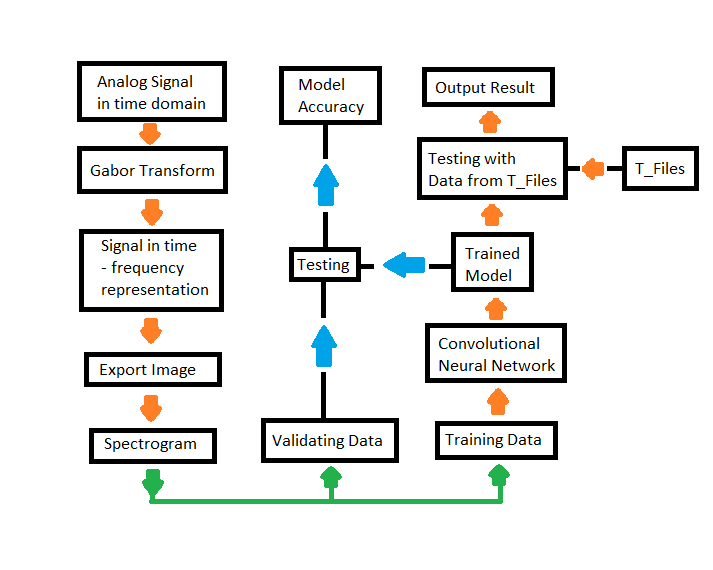 Analog Signal
in time domain
Gabor Transform
Signal in time
- frequency
representation
Export Image
Spectrogram
Model
Accuracy
Testing
Validating Data
Output Result
Testing with
Data from T_Files
T_Files
Trained
Model
Convolutional
Neural Network
Training Data